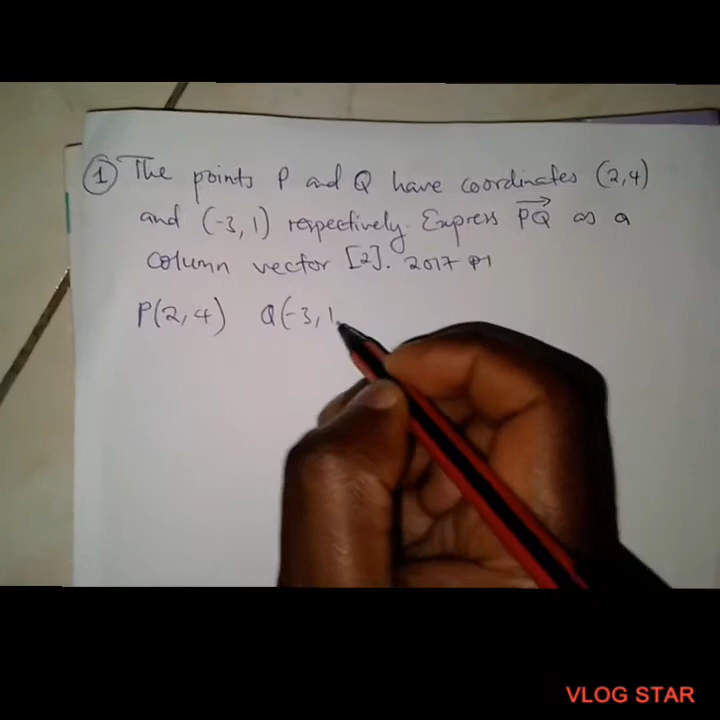 ① The points P and Q have coordinates (2,4)
and (-3,1) respectively. Express PQ as a
column vector [2]. 2017 P1
P(2,4) Q(-3,1
VLOG STAR